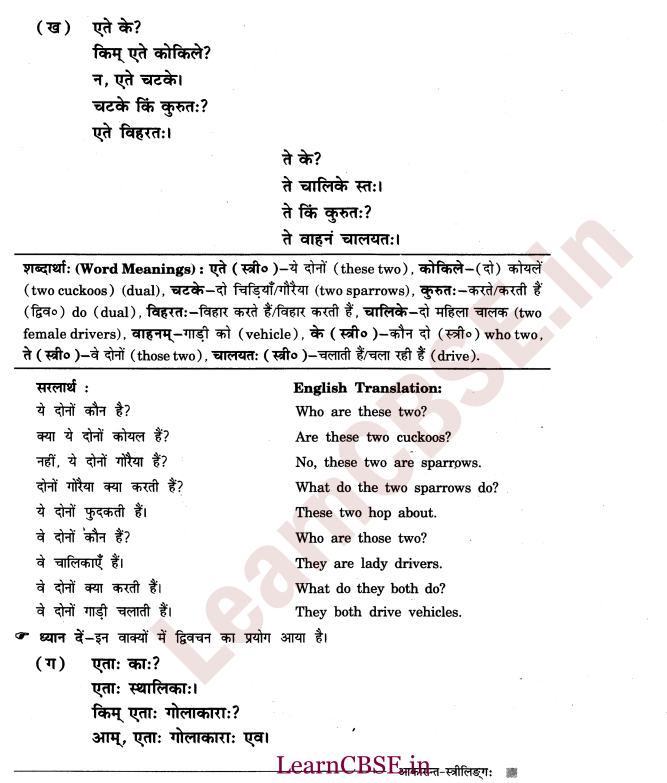 (ख) एते के?
किम् एते कोकिले?
न, एते चटके।
चटके किं कुरुतः?
एते विहरतः।
ते के?
ते चालिके स्तः।
ते किं कुरुतः?
ते वाहनं चालयतः।
शब्दार्थाः (Word Meanings) : एते (स्त्री०)–ये दोनों (these two), कोकिले–(दो) कोयलें
(two cuckoos) (dual), चटके–दो चिड़ियाँ/गौरैया (two sparrows), कुरुतः–करते/करती हैं
(द्विव०) do (dual), विहरतः–विहार करते हैं/विहार करती हैं, चालिके–दो महिला चालक (two
female drivers), वाहनम्–गाड़ी को (vehicle), के (स्त्री०)–कौन दो (स्त्री०) who two,
ते (स्त्री०)–वे दोनों (those two), चालयतः (स्त्री०)–चलाती हैं/चला रही हैं (drive).
सरलार्थ : English Translation:
ये दोनों कौन है? Who are these two?
क्या ये दोनों कोयल हैं? Are these two cuckoos?
नहीं, ये दोनों गौरैया हैं? No, these two are sparrows.
दोनों गौरैया क्या करती हैं? What do the two sparrows do?
ये दोनों फुदकती हैं। These two hop about.
वे दोनों कौन हैं? Who are those two?
वे चालिकाएँ हैं। They are lady drivers.
वे दोनों क्या करती हैं। What do they both do?
वे दोनों गाड़ी चलाती हैं। They both drive vehicles.
☞ ध्यान दें–इन वाक्यों में द्विवचन का प्रयोग आया है।
(ग) एताः काः?
एताः स्थालिकाः।
किम् एताः गोलाकाराः?
आम्, एताः गोलाकाराः एव।
LearnCBSE.in
आकारान्त-स्त्रीलिङ्गः
LearnCBSE.in